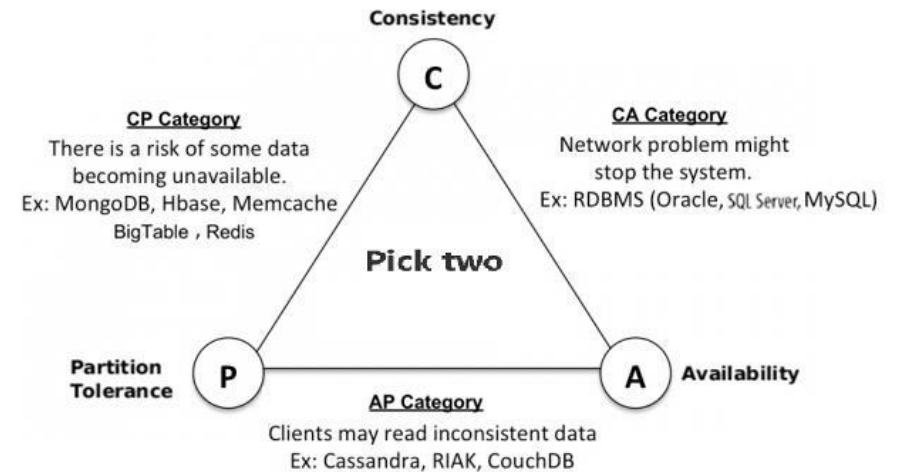 Consistency
C
CP Category
There is a risk of some data
becoming unavailable.
Ex: MongoDB, Hbase, Memcache
BigTable , Redis
CA Category
Network problem might
stop the system.
Ex: RDBMS (Oracle, SQL Server, MySQL)
Pick two
Partition
Tolerance
P
A
Availability
AP Category
Clients may read inconsistent data
Ex: Cassandra, RIAK, CouchDB